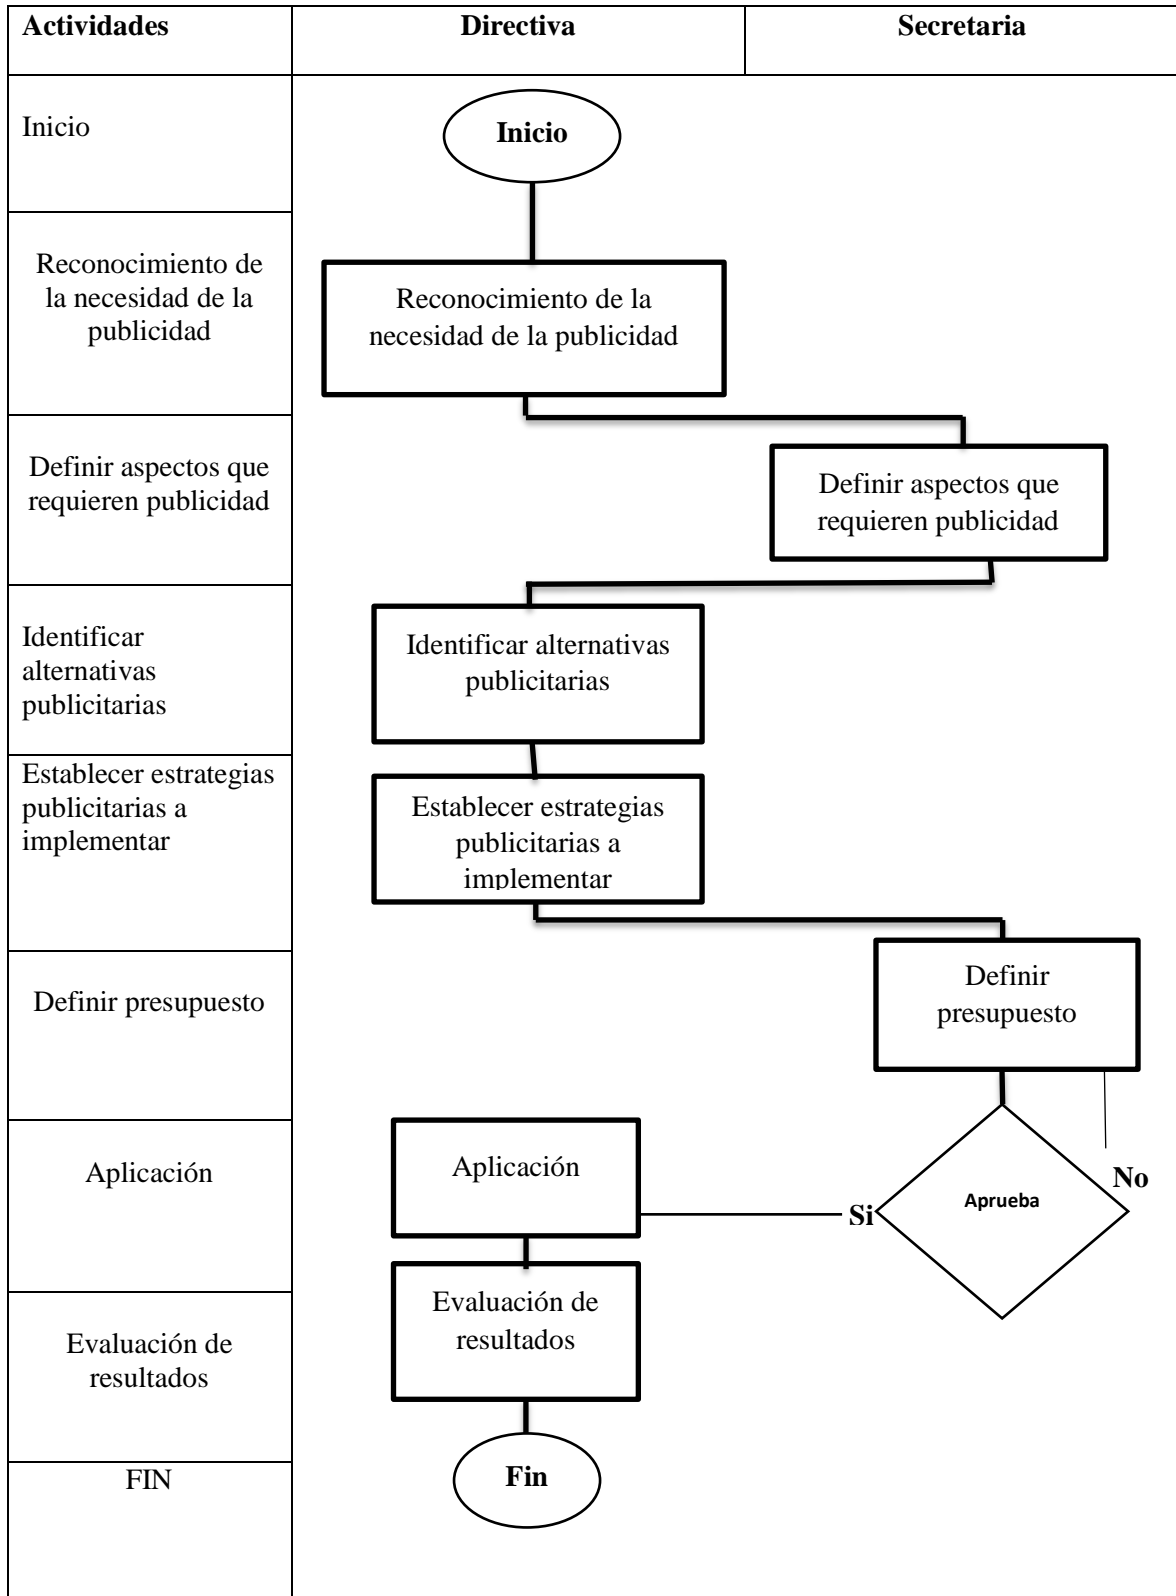 Actividades
Directiva
Secretaria
Inicio
Inicio
Reconocimiento de
la necesidad de la
publicidad
Reconocimiento de la
necesidad de la publicidad
Definir aspectos que
requieren publicidad
Definir aspectos que
requieren publicidad
Identificar
alternativas
publicitarias
Identificar alternativas
publicitarias
Establecer estrategias
publicitarias a
implementar
Establecer estrategias
publicitarias a
implementar
Definir presupuesto
Definir
presupuesto
Aplicación
Aplicación
Si
Aprueba
No
Evaluación de
resultados
Evaluación de
resultados
FIN
Fin